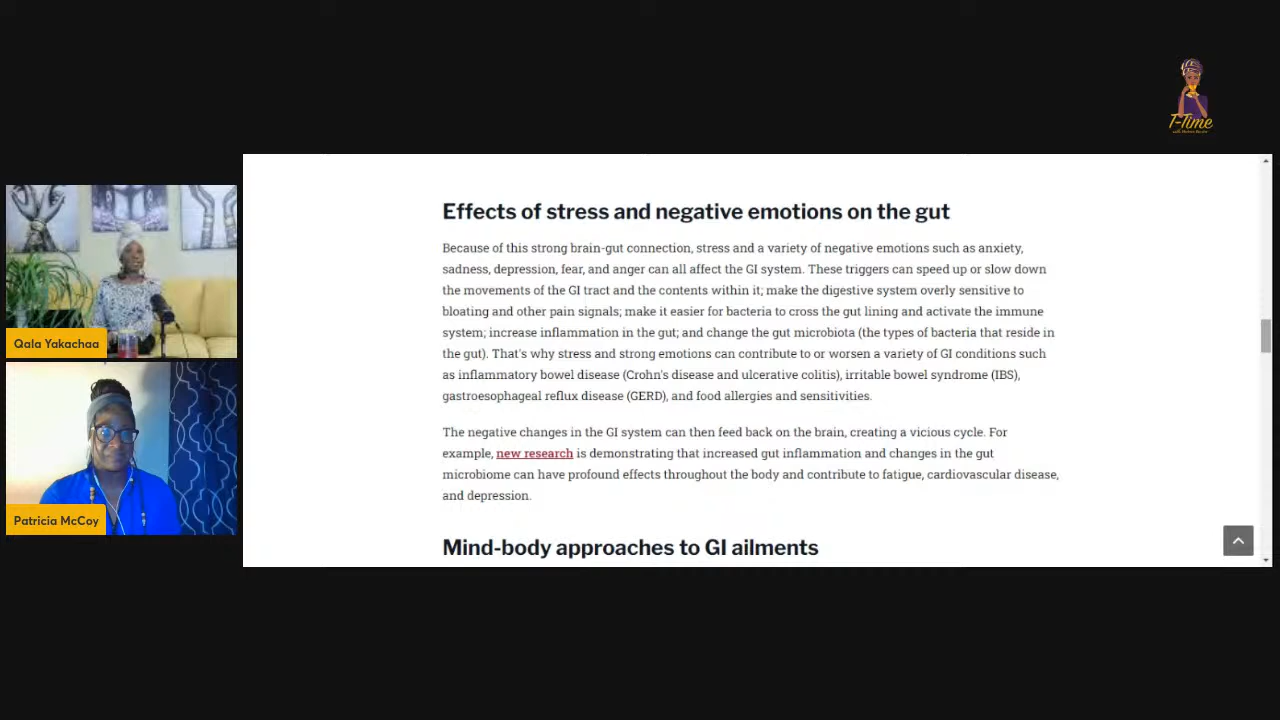 T-Time
Effects of stress and negative emotions on the gut
Because of this strong brain-gut connection, stress and a variety of negative emotions such as anxiety,
sadness, depression, fear, and anger can all affect the GI system. These triggers can speed up or slow down
the movements of the GI tract and the contents within it; make the digestive system overly sensitive to
bloating and other pain signals; make it easier for bacteria to cross the gut lining and activate the immune
system; increase inflammation in the gut; and change the gut microbiota (the types of bacteria that reside in
the gut). That's why stress and strong emotions can contribute to or worsen a variety of GI conditions such
as inflammatory bowel disease (Crohn's disease and ulcerative colitis), irritable bowel syndrome (IBS),
gastroesophageal reflux disease (GERD), and food allergies and sensitivities.
The negative changes in the GI system can then feed back on the brain, creating a vicious cycle. For
example, new research is demonstrating that increased gut inflammation and changes in the gut
microbiome can have profound effects throughout the body and contribute to fatigue, cardiovascular disease,
and depression.
Mind-body approaches to GI ailments
Qala Yakachaa
Patricia McCoy